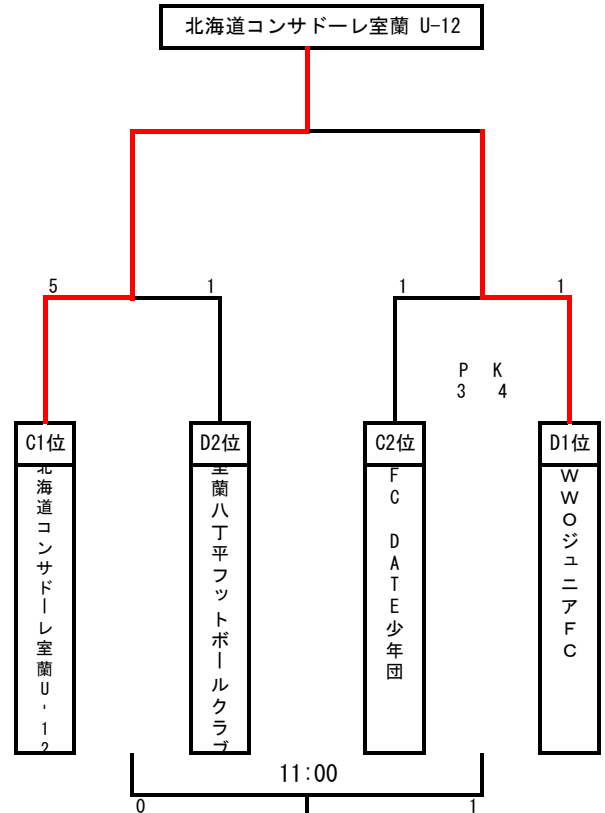 北海道コンサドーレ室蘭 U-12
5 1 1 1
P K
3 4
C1位 D2位 C2位 D1位
北海道コンサドーレ室蘭U-12
室蘭八丁平フットボールクラブ
FC DATE少年団
WWOジュニアFC
11:00
0 1